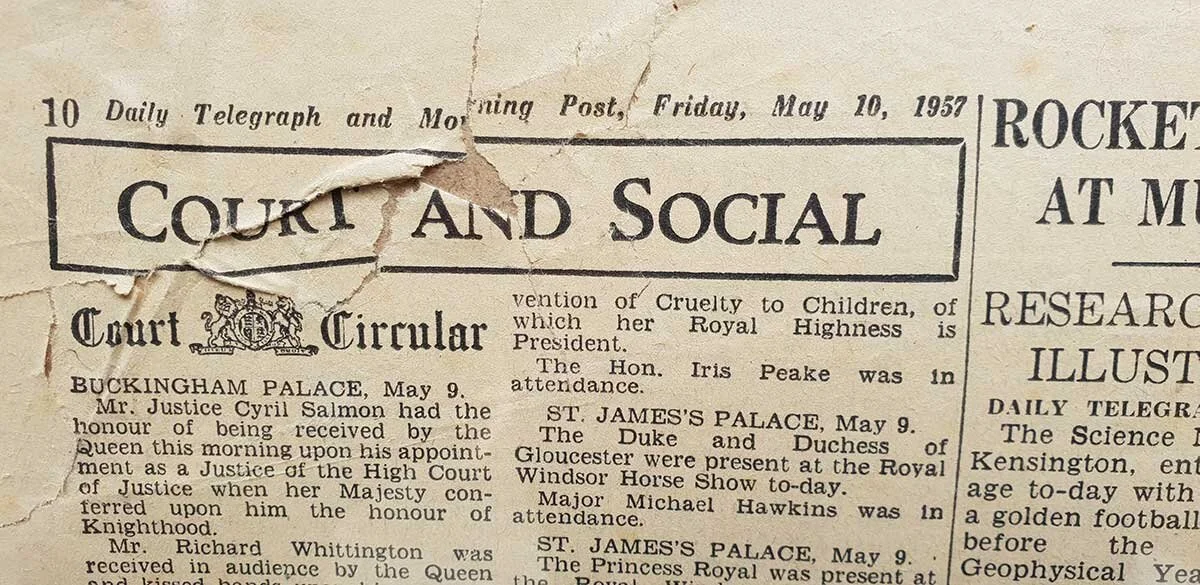 10 Daily Telegraph and Morning Post, Friday, May 10, 1957
COURT AND SOCIAL
Court Circular
BUCKINGHAM PALACE, May 9.
Mr. Justice Cyril Salmon had the
honour of being received by the
Queen this morning upon his appoint-
ment as a Justice of the High Court
of Justice when her Majesty con-
ferred upon him the honour of
Knighthood.
Mr. Richard Whittington was
received in audience by the Queen
and kissed hands
vention of Cruelty to Children, of
which her Royal Highness is
President.
The Hon. Iris Peake was in
attendance.
ST. JAMES'S PALACE, May 9.
The Duke and Duchess of
Gloucester were present at the Royal
Windsor Horse Show to-day.
Major Michael Hawkins was in
attendance.
ST. JAMES'S PALACE, May 9.
The Princess Royal was present at
the Royal
ROCKET
AT M
RESEARC
ILLUST
DAILY TELEGRA
The Science
Kensington, ent
age to-day with
a golden football
before the
Geophysical Yea